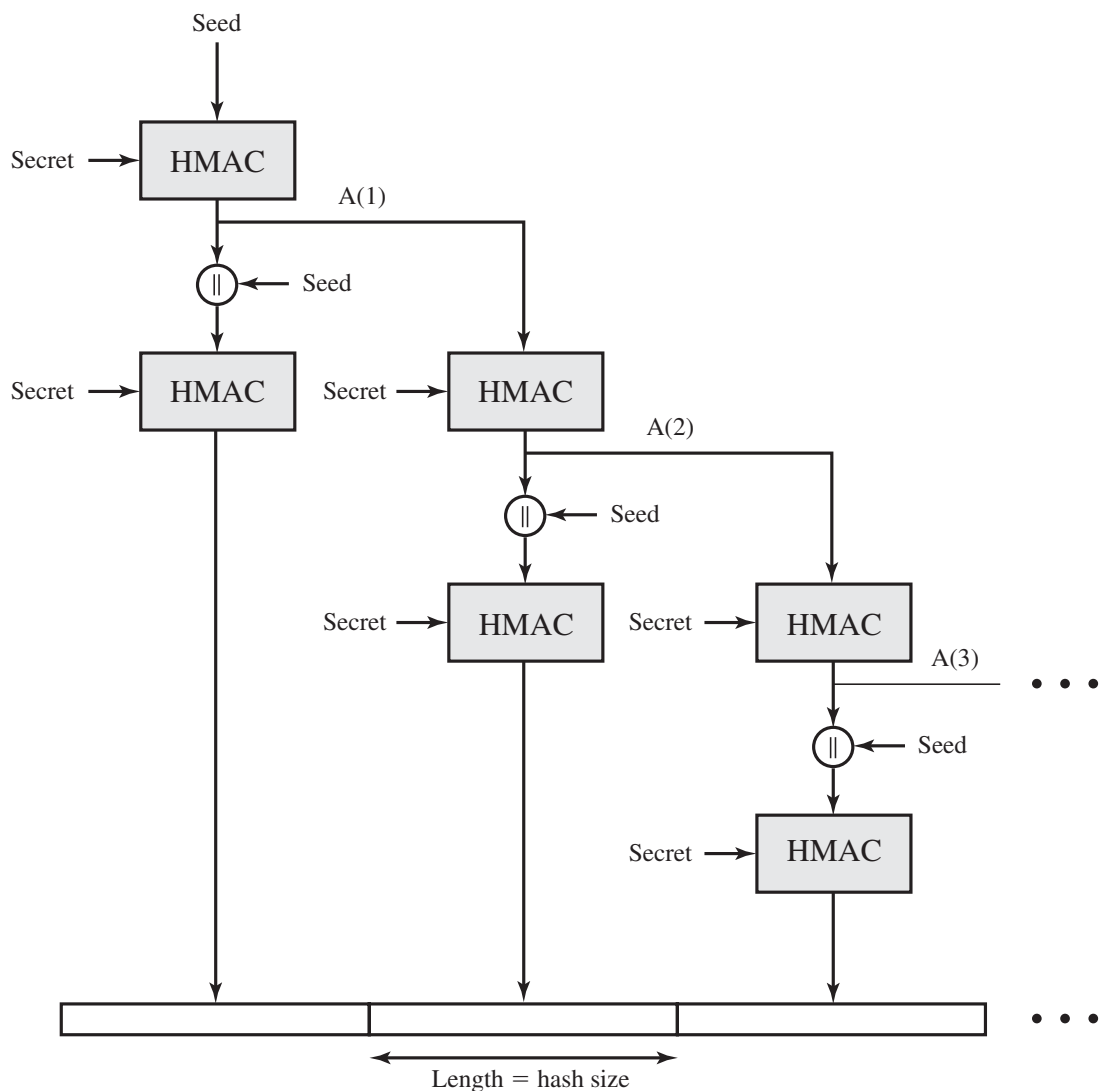 Seed
Secret HMAC
A(1)
|| Seed
Secret HMAC Secret HMAC
A(2)
|| Seed
Secret HMAC Secret HMAC
A(3)
|| Seed
Secret HMAC
Length = hash size